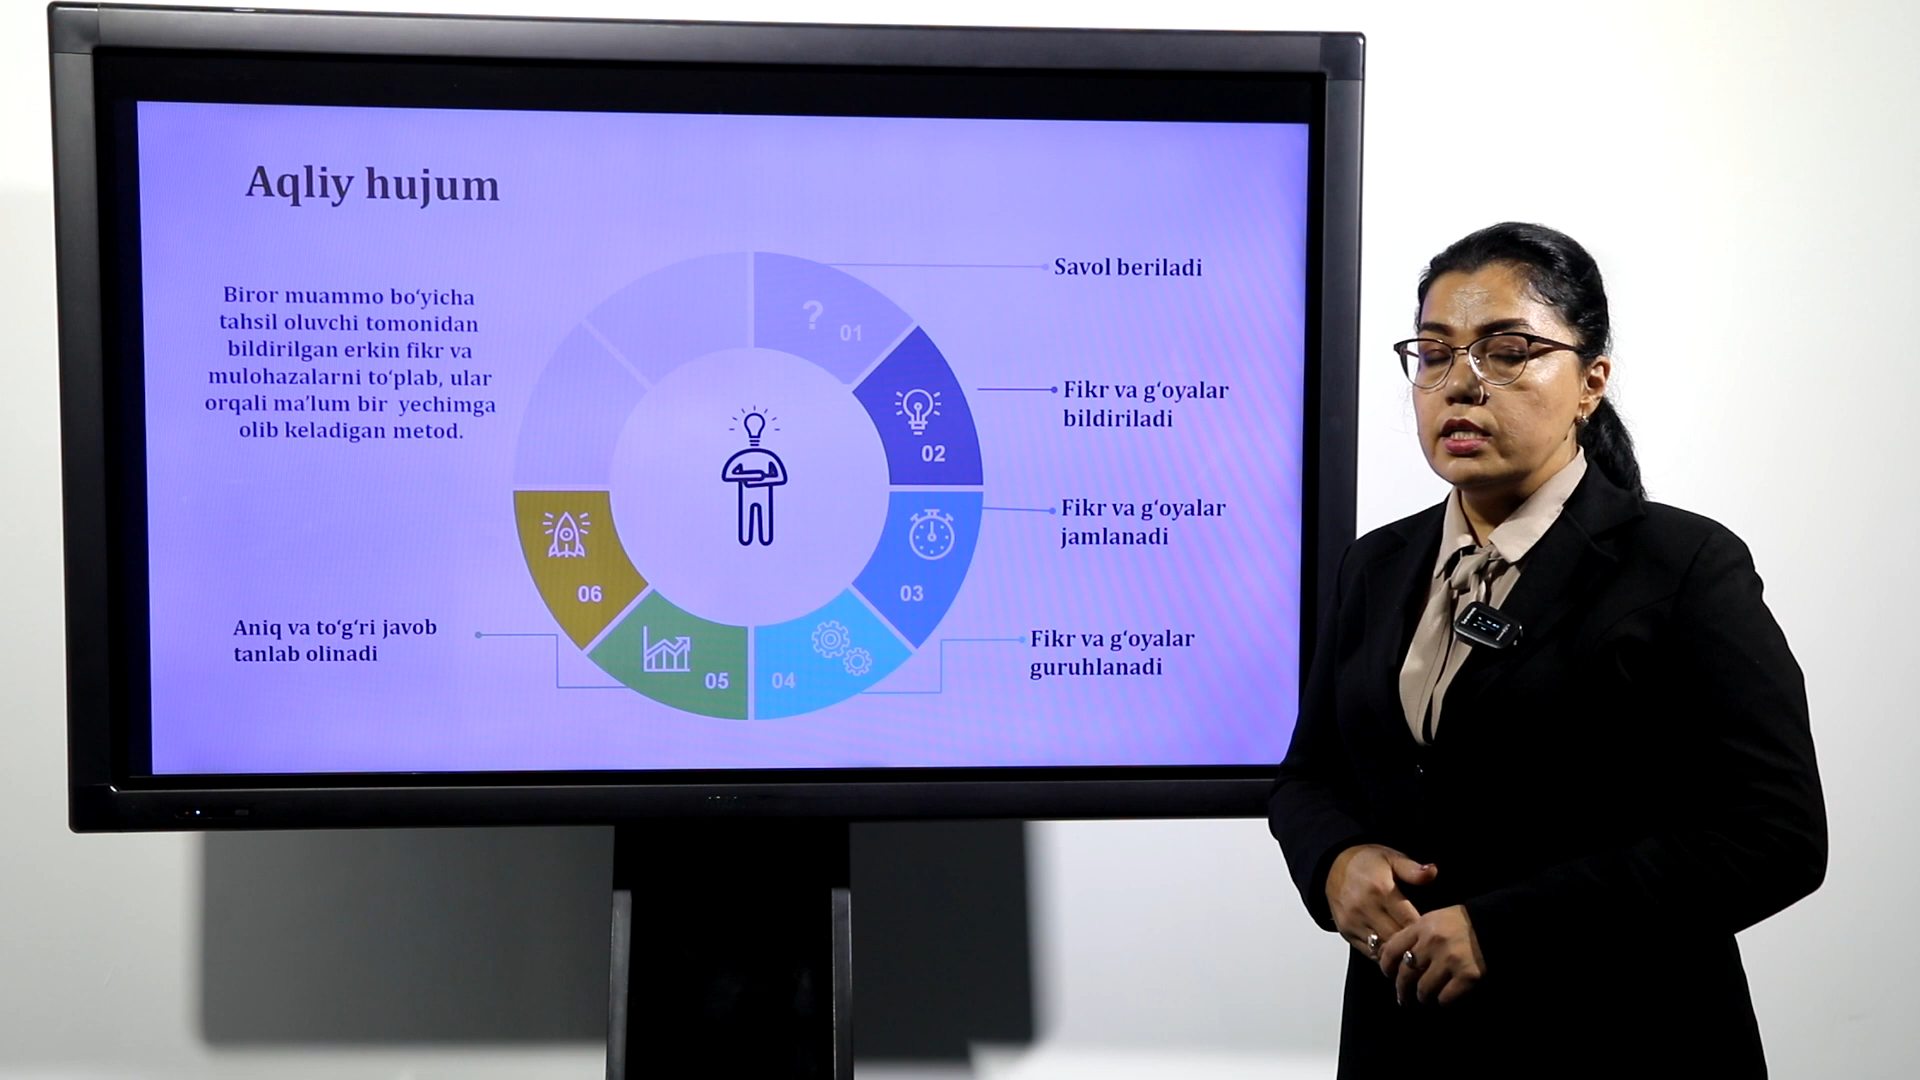 Aqliy hujum
Biror muammo bo‘yicha
tahsil oluvchi tomonidan
bildirilgan erkin fikr va
mulohazalarni to‘plab, ular
orqali ma’lum bir yechimga
olib keladigan metod.
Savol beriladi
? 01
Fikr va g‘oyalar
bildiriladi
02
Fikr va g‘oyalar
jamlanadi
03
Fikr va g‘oyalar
guruhlanadi
04
05
Aniq va to‘g‘ri javob
tanlab olinadi
06